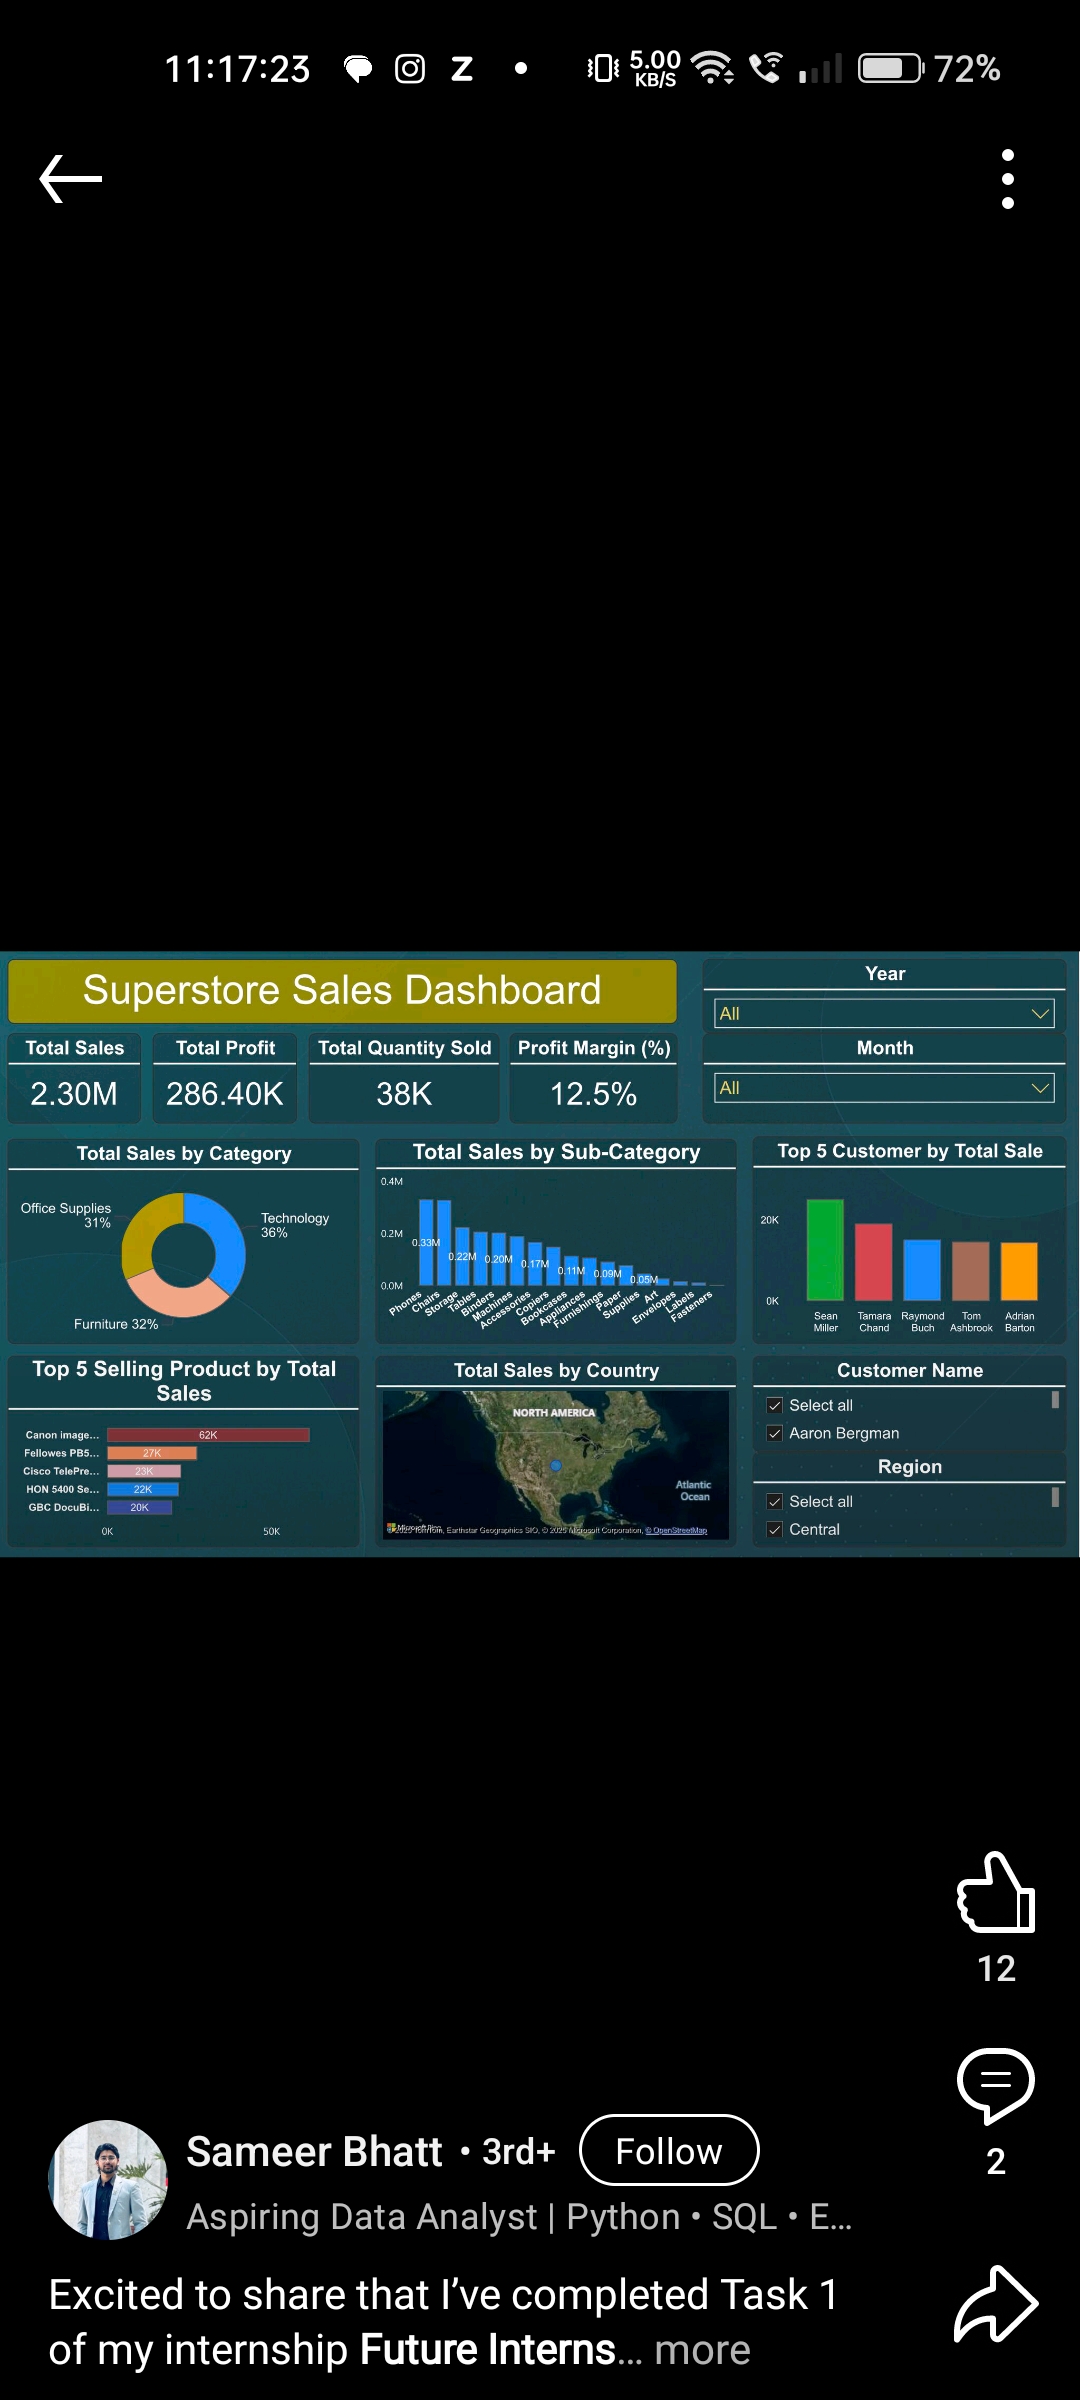 11:17:23
5.00
KB/S
72%
Superstore Sales Dashboard
Year
All
Total Sales
2.30M
Total Profit
286.40K
Total Quantity Sold
38K
Profit Margin (%)
12.5%
Month
All
Total Sales by Category
Office Supplies
31%
Technology
36%
Furniture 32%
Total Sales by Sub-Category
0.4M
0.2M
0.0M
0.33M
0.22M
0.20M
0.17M
0.11M
0.09M
0.05M
Phones
Chairs
Storage
Tables
Binders
Machines
Accessories
Copiers
Bookcases
Appliances
Furnishings
Paper
Supplies
Art
Envelopes
Labels
Fasteners
Top 5 Customer by Total Sale
20K
0K
Sean
Miller
Tamara
Chand
Raymond
Buch
Tom
Ashbrook
Adrian
Barton
Top 5 Selling Product by Total
Sales
Canon image...
62K
Fellowes PB5...
27K
Cisco TelePre...
23K
HON 5400 Se...
22K
GBC DocuBi...
20K
0K
50K
Total Sales by Country
NORTH AMERICA
Atlantic
Ocean
TomTom, Earthstar Geographics SIO, © 2025 Microsoft Corporation, © OpenStreetMap
Customer Name
Select all
Aaron Bergman
Region
Select all
Central
12
2
Sameer Bhatt • 3rd+
Follow
Aspiring Data Analyst | Python • SQL • E...
Excited to share that I've completed Task 1
of my internship Future Interns... more